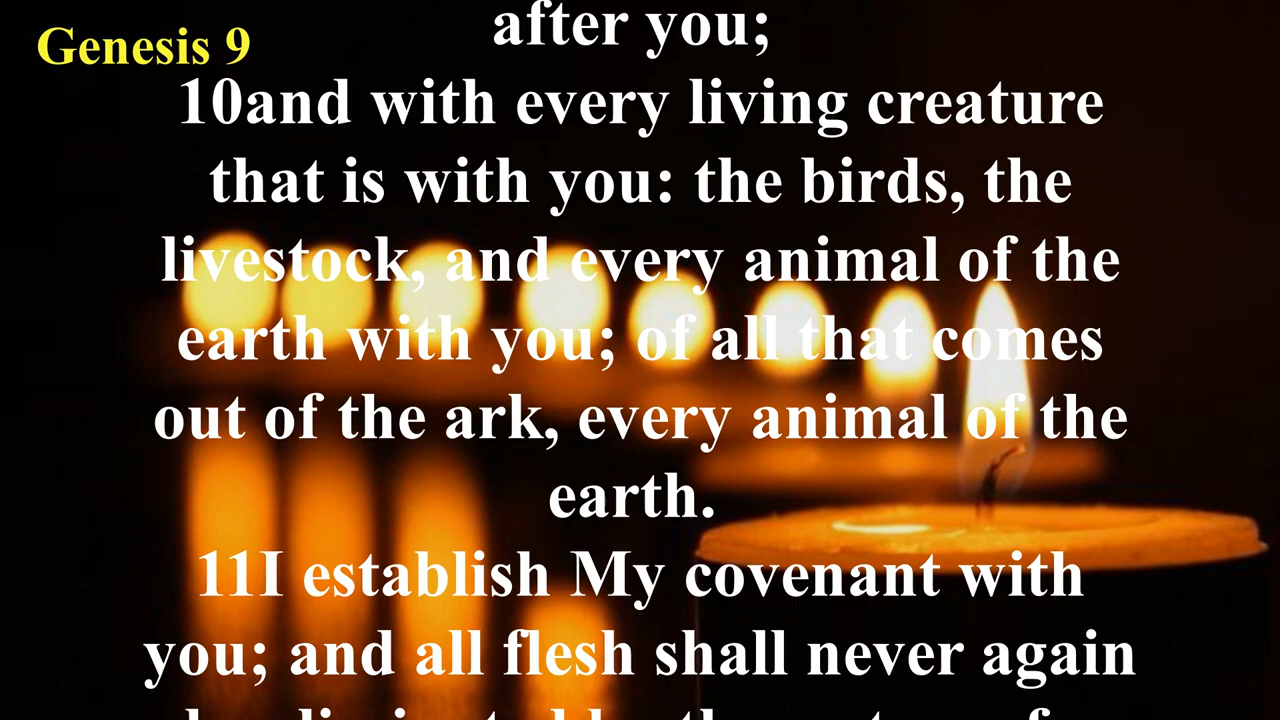 Genesis 9
after you;
10and with every living creature
that is with you: the birds, the
livestock, and every animal of the
earth with you; of all that comes
out of the ark, every animal of the
earth.
11I establish My covenant with
you; and all flesh shall never again